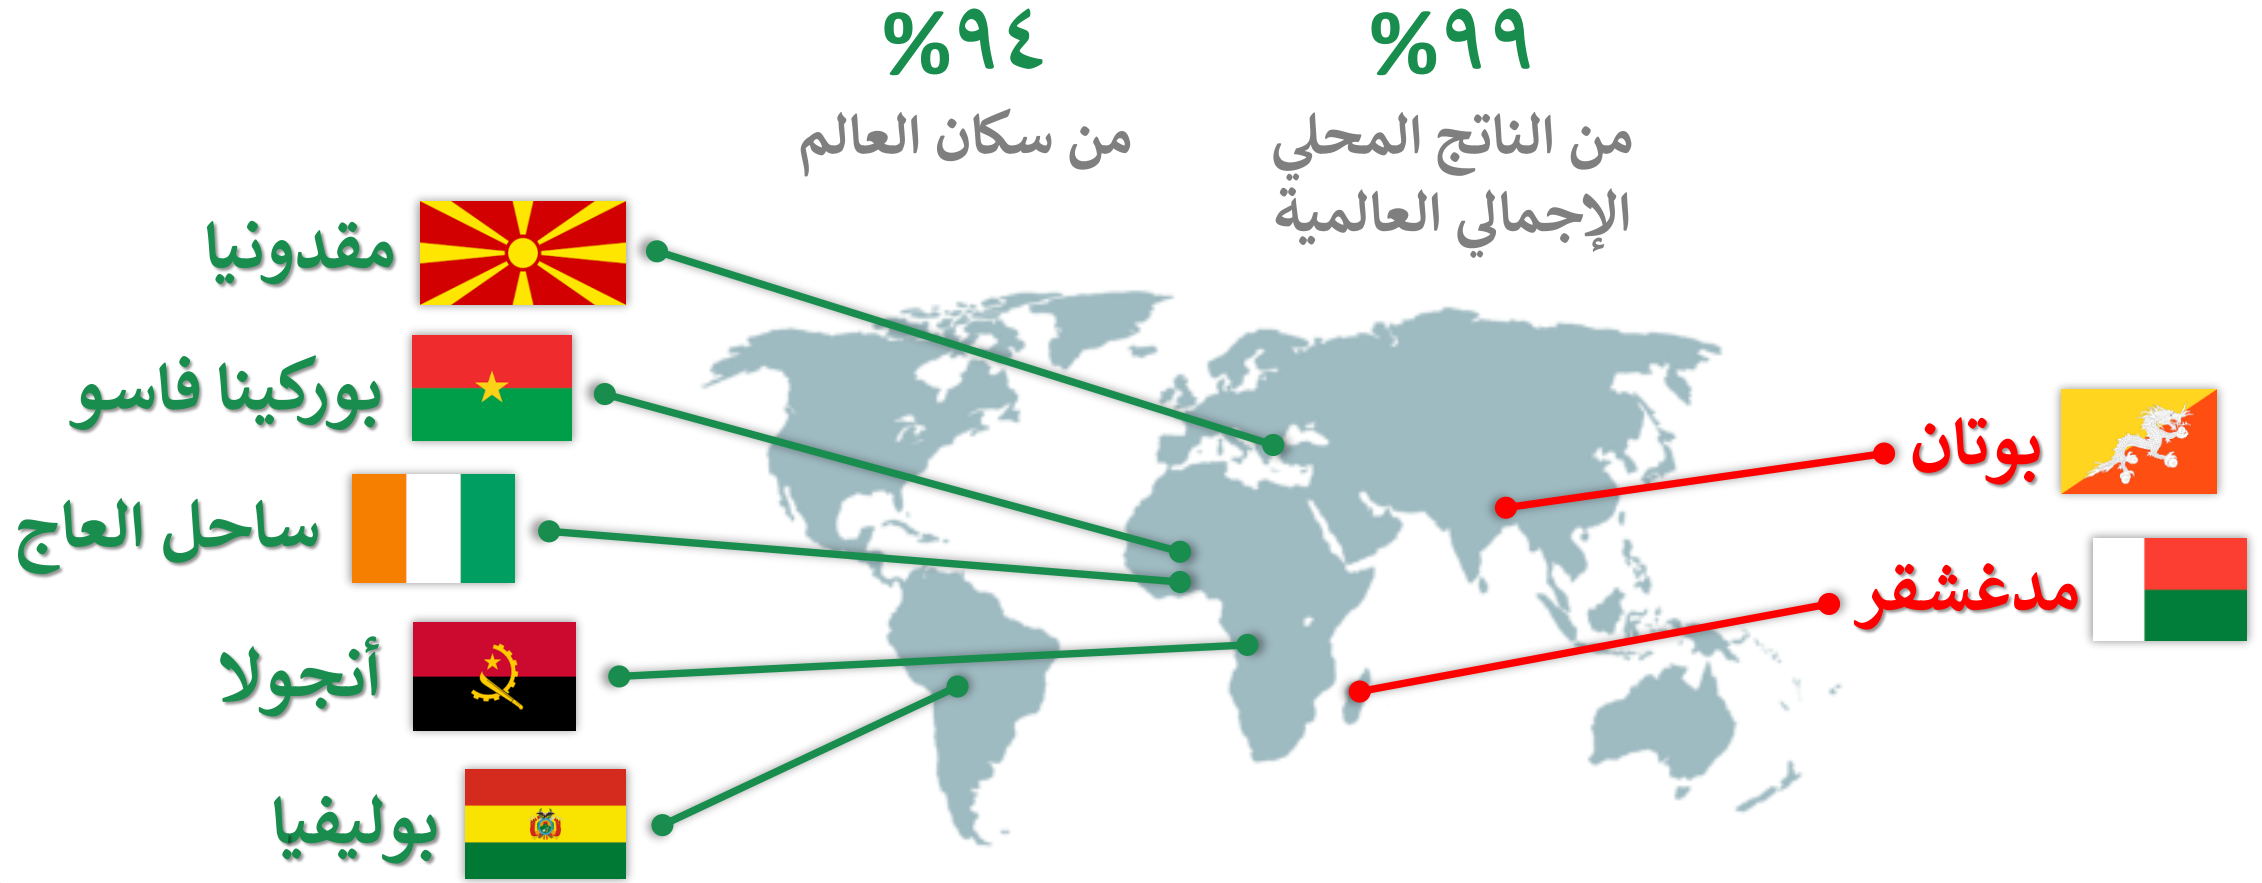 %٩٩
من الناتج المحلي
الإجمالي العالمية
%٩٤
من سكان العالم
بوتان
مدغشقر
مقدونيا
بوركينا فاسو
ساحل العاج
أنجولا
بوليفيا